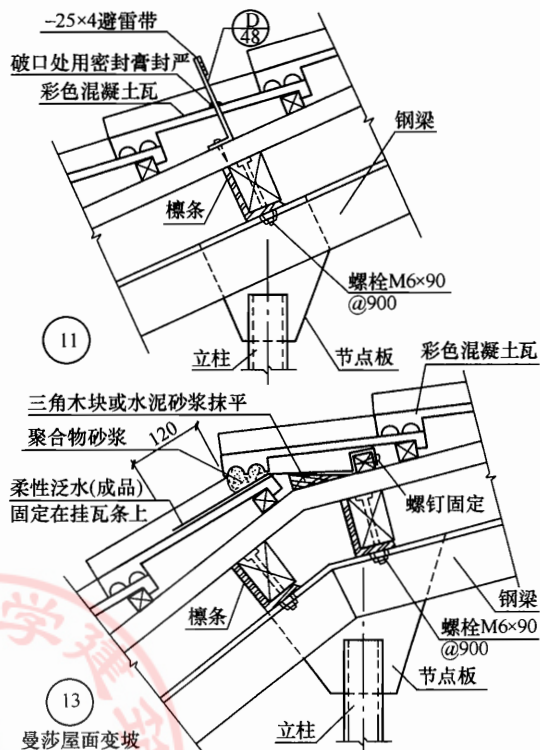 -25×4避雷带
D
48
破口处用密封膏封严
彩色混凝土瓦
钢梁
檩条
螺栓M6×90
@900
11
立柱
节点板
彩色混凝土瓦
三角木块或水泥砂浆抹平
120
聚合物砂浆
柔性泛水(成品)
固定在挂瓦条上
螺钉固定
檩条
钢梁
螺栓M6×90
@900
节点板
13
立柱
曼莎屋面变坡
学建